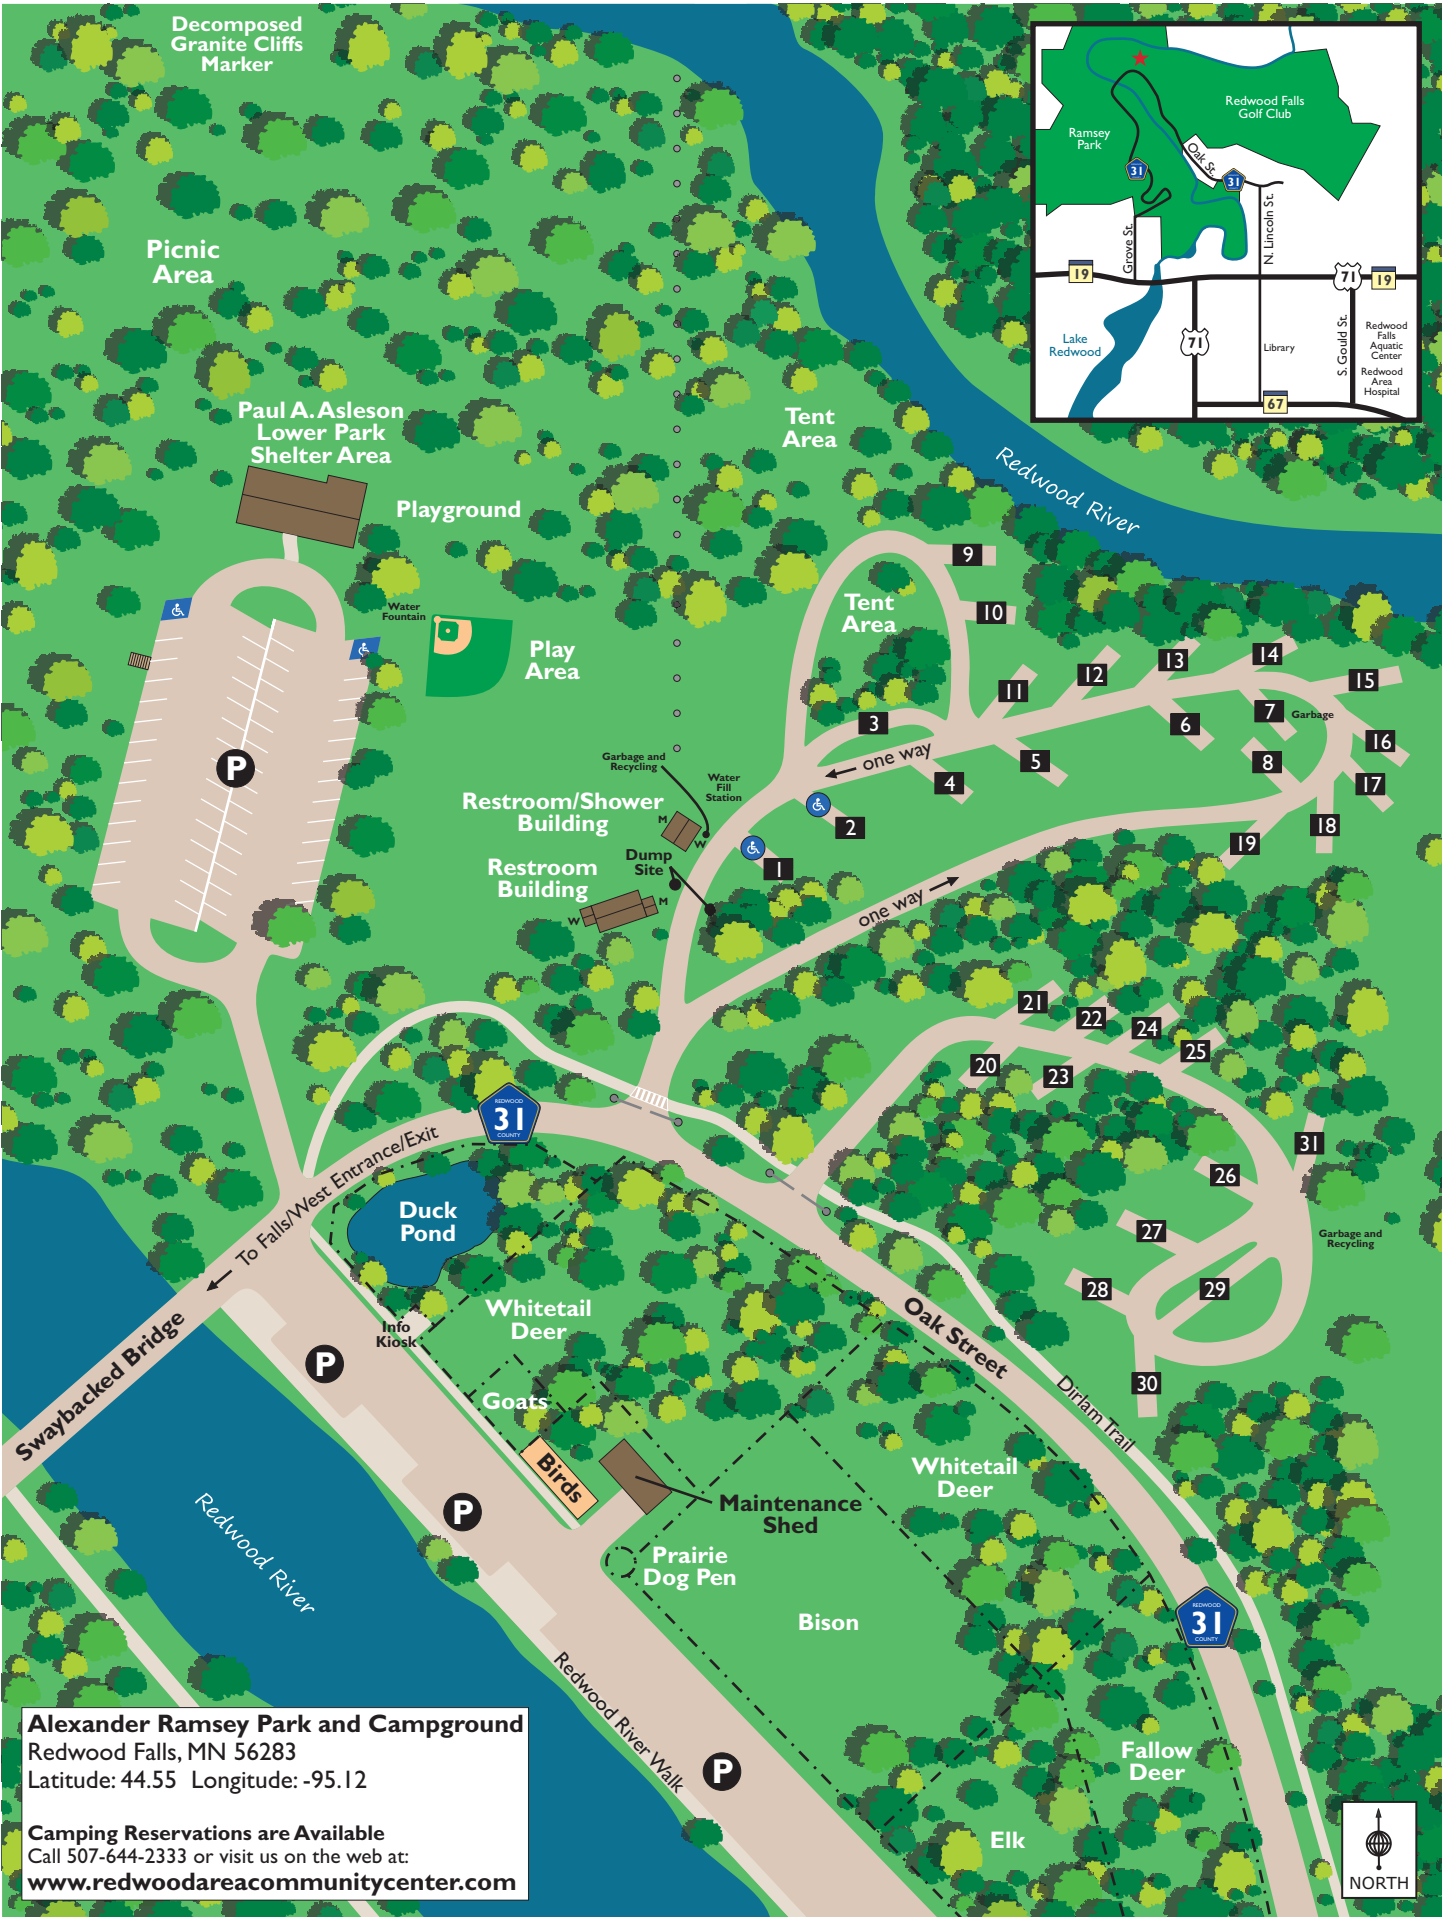 Decomposed
Granite Cliffs
Marker
Picnic
Area
Paul A. Asleson
Lower Park
Shelter Area
Playground
Water
Fountain
Play
Area
P
Tent
Area
Redwood River
Tent
Area
9
10
11
12
13
14
15
3
6
7
Garbage
16
one way
5
8
4
17
2
18
1
19
Garbage and
Recycling
Water
Fill
Station
Restroom/Shower
Building
M
W
Dump
Site
Restroom
Building
M
W
one way
21
22
24
25
20
23
31
26
27
Garbage and
Recycling
28
29
30
REDWOOD
31
COUNTY
To Falls/West Entrance/Exit
Duck
Pond
Swaybacked Bridge
Info
Kiosk
P
Whitetail
Deer
Goats
Birds
Oak Street
Dirlam Trail
Whitetail
Deer
Maintenance
Shed
P
Prairie
Dog Pen
Bison
Redwood River
Redwood River Walk
REDWOOD
31
COUNTY
P
Fallow
Deer
Elk
Ramsey
Park
Redwood Falls
Golf Club
31
Oak St.
31
Grove St.
N. Lincoln St.
19
71
19
Lake
Redwood
71
Library
S. Gould St.
Redwood
Falls
Aquatic
Center
Redwood
Area
Hospital
67
Alexander Ramsey Park and Campground
Redwood Falls, MN 56283
Latitude: 44.55 Longitude: -95.12
Camping Reservations are Available
Call 507-644-2333 or visit us on the web at:
www.redwoodareacommunitycenter.com
NORTH